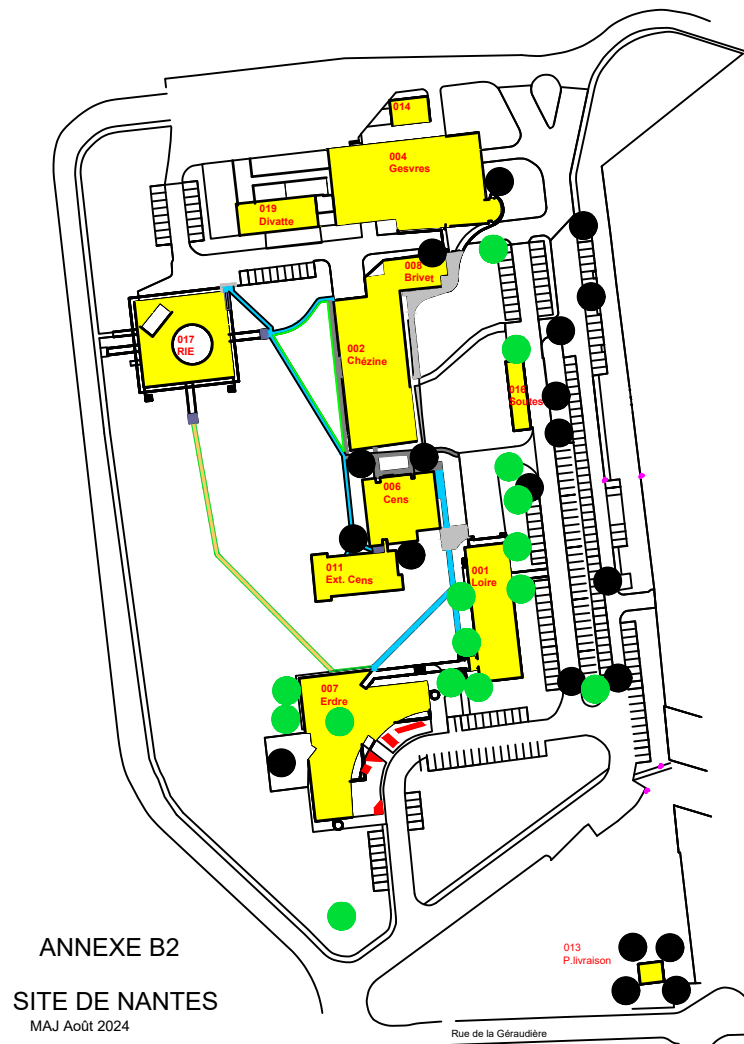 014
004
Gesvres
019
Divatte
008
Brivet
017
RIE
002
Chézine
016
Soutes
006
Cens
011
Ext. Cens
001
Loire
007
Erdre
ANNEXE B2
013
P.livraison
SITE DE NANTES
MAJ Août 2024
Rue de la Géraudière